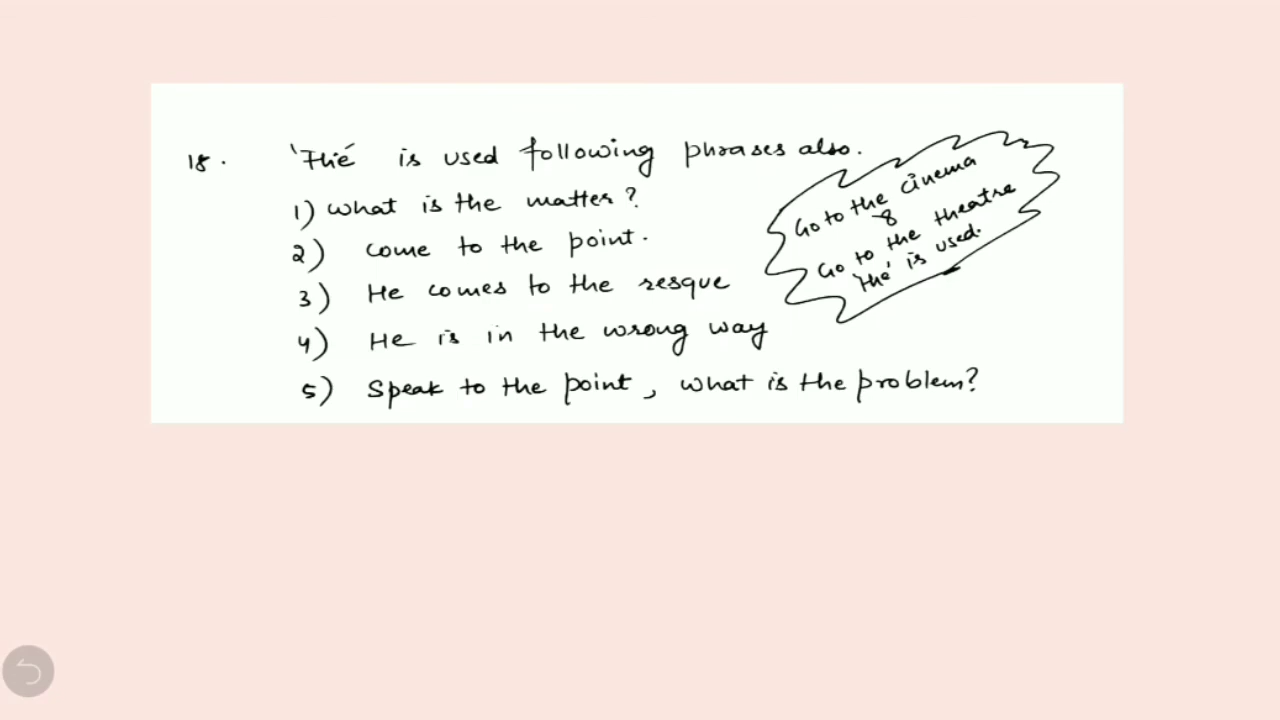 18. 'The' is used following phrases also.
1) What is the matter?
2) come to the point.
3) He comes to the resque
4) He is in the wrong way
5) Speak to the point, what is the problem?
Go to the cinema
&
Go to the theatre
'the' is used.